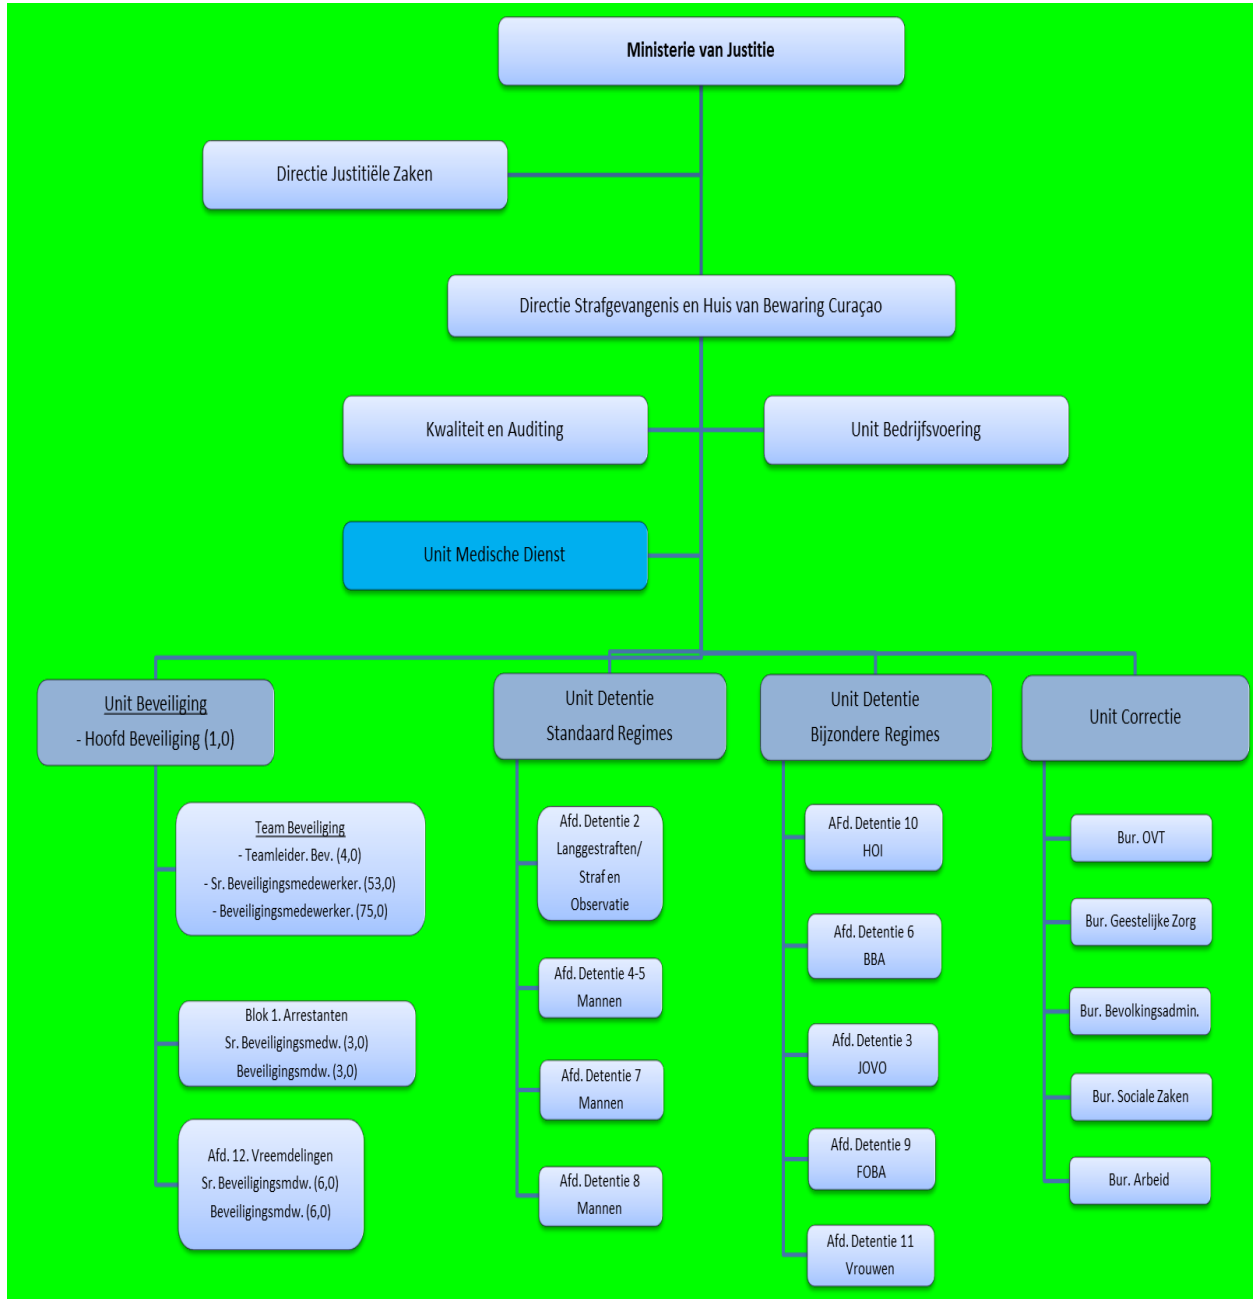 Ministerie van Justitie
Directie Justitiële Zaken
Directie Strafgevangenis en Huis van Bewaring Curaçao
Kwaliteit en Auditing
Unit Bedrijfsvoering
Unit Medische Dienst
Unit Beveiliging
- Hoofd Beveiliging (1,0)
Team Beveiliging
- Teamleider. Bev. (4,0)
- Sr. Beveiligingsmedewerker. (53,0)
- Beveiligingsmedewerker. (75,0)
Blok 1. Arrestanten
Sr. Beveiligingsmedw. (3,0)
Beveiligingsmdw. (3,0)
Afd. 12. Vreemdelingen
Sr. Beveiligingsmdw. (6,0)
Beveiligingsmdw. (6,0)
Unit Detentie
Standaard Regimes
Afd. Detentie 2
Langgestraften/
Straf en
Observatie
Afd. Detentie 4-5
Mannen
Afd. Detentie 7
Mannen
Afd. Detentie 8
Mannen
Unit Detentie
Bijzondere Regimes
AFd. Detentie 10
HOI
Afd. Detentie 6
BBA
Afd. Detentie 3
JOVO
Afd. Detentie 9
FOBA
Afd. Detentie 11
Vrouwen
Unit Correctie
Bur. OVT
Bur. Geestelijke Zorg
Bur. Bevolkingsadmin.
Bur. Sociale Zaken
Bur. Arbeid